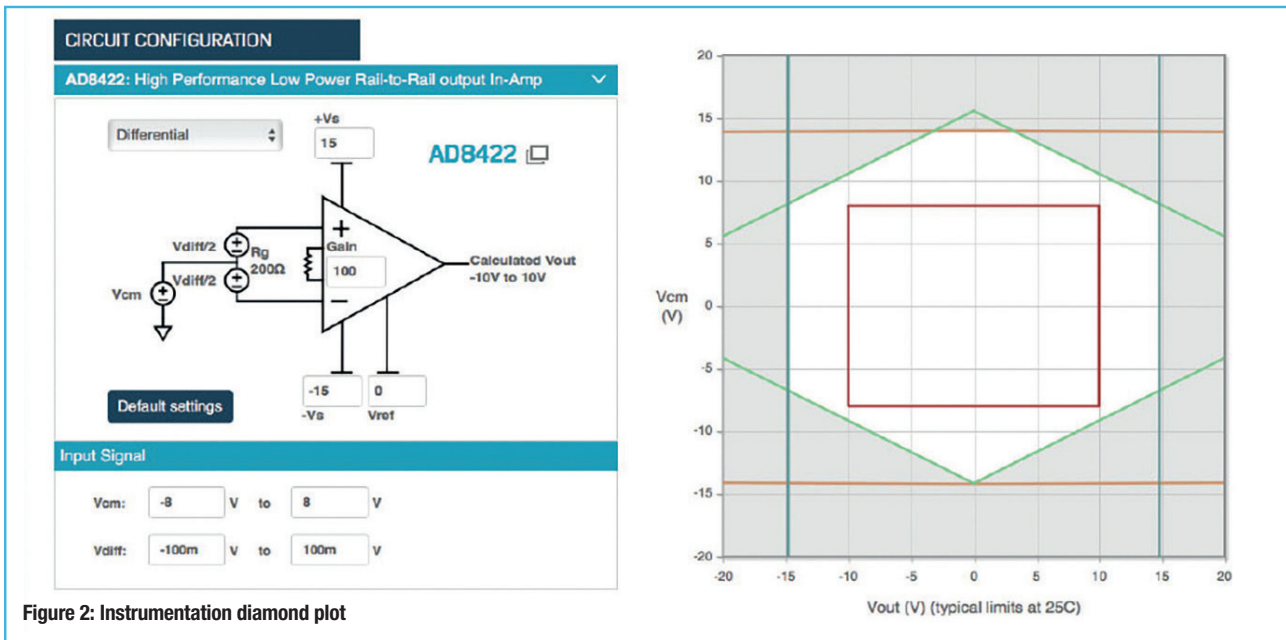 CIRCUIT CONFIGURATION
AD8422: High Performance Low Power Rail-to-Rail output In-Amp
Differential
+Vs
15
AD8422
Vdiff/2
Rg
200Ω
Vdiff/2
Vcm
+
Gain
100
−
Calculated Vout
-10V to 10V
-15
0
-Vs
Vref
Default settings
Input Signal
Vcm:
-8
V
to
8
V
Vdiff:
-100m
V
to
100m
V
Figure 2: Instrumentation diamond plot
20
15
10
5
0
-5
-10
-15
-20
Vcm
(V)
-20
-15
-10
-5
0
5
10
15
20
Vout (V) (typical limits at 25C)